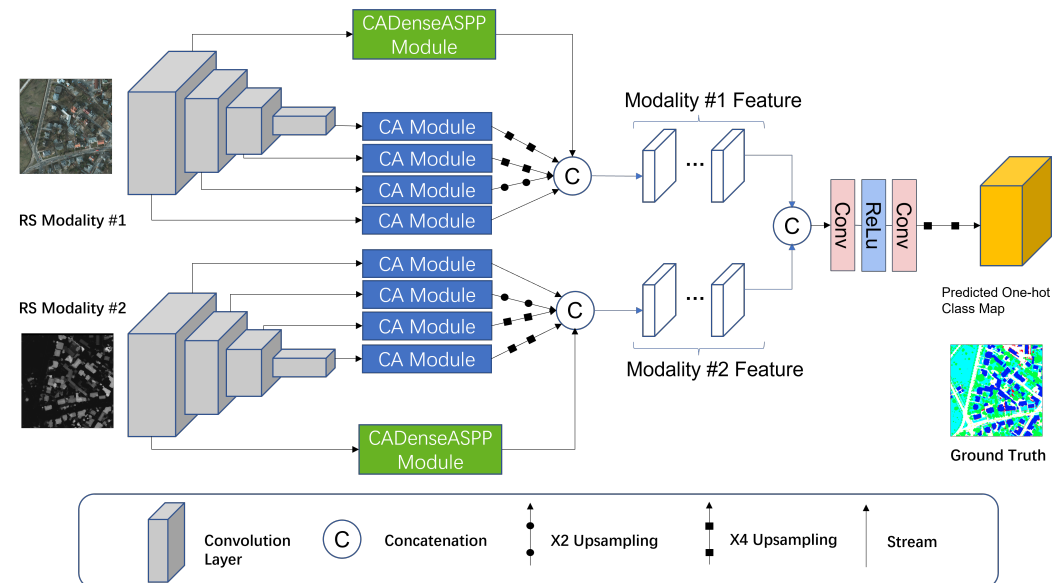 CADenseASPP
Module
CA Module
CA Module
CA Module
CA Module
RS Modality #1
C
Modality #1 Feature
...
C
Conv
ReLu
Conv
Predicted One-hot
Class Map
RS Modality #2
CA Module
CA Module
CA Module
CA Module
C
...
Modality #2 Feature
CADenseASPP
Module
Ground Truth
Convolution
Layer
C
Concatenation
X2 Upsampling
X4 Upsampling
Stream